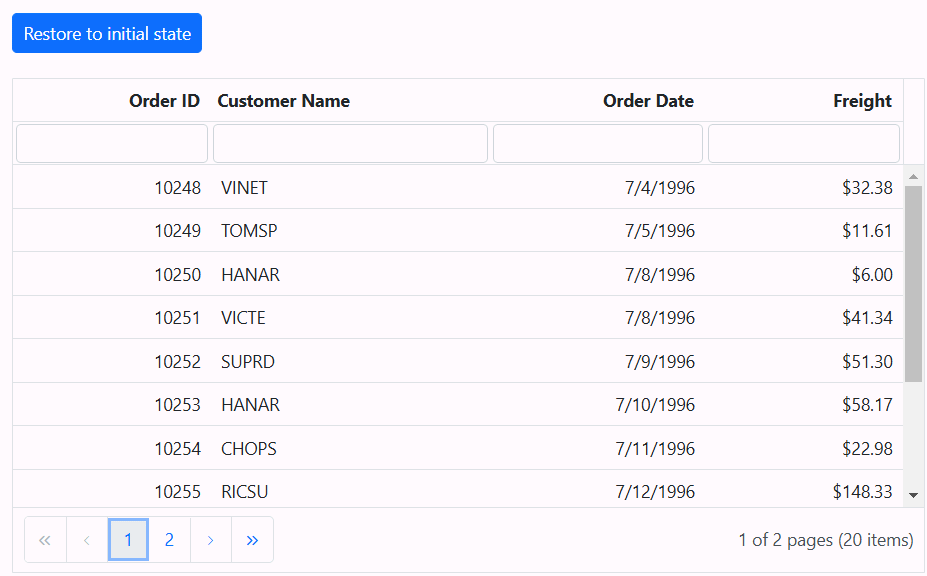 Restore to initial state
Order ID Customer Name Order Date Freight
10248 VINET 7/4/1996 $32.38
10249 TOMSP 7/5/1996 $11.61
10250 HANAR 7/8/1996 $6.00
10251 VICTE 7/8/1996 $41.34
10252 SUPRD 7/9/1996 $51.30
10253 HANAR 7/10/1996 $58.17
10254 CHOPS 7/11/1996 $22.98
10255 RICSU 7/12/1996 $148.33
« ‹ 1 2 › » 1 of 2 pages (20 items)